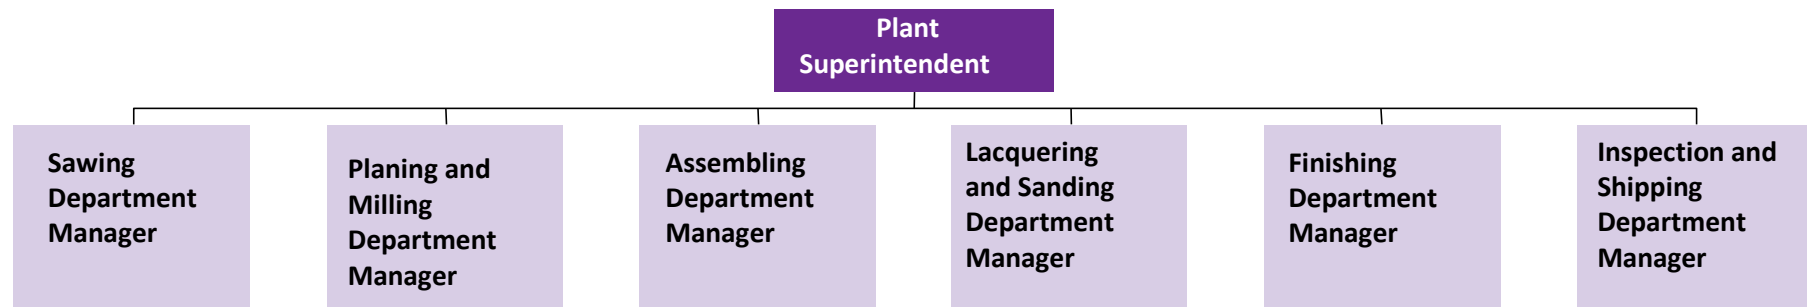 Plant
Superintendent
Sawing
Department
Manager
Planing and
Milling
Department
Manager
Assembling
Department
Manager
Lacquering
and Sanding
Department
Manager
Finishing
Department
Manager
Inspection and
Shipping
Department
Manager